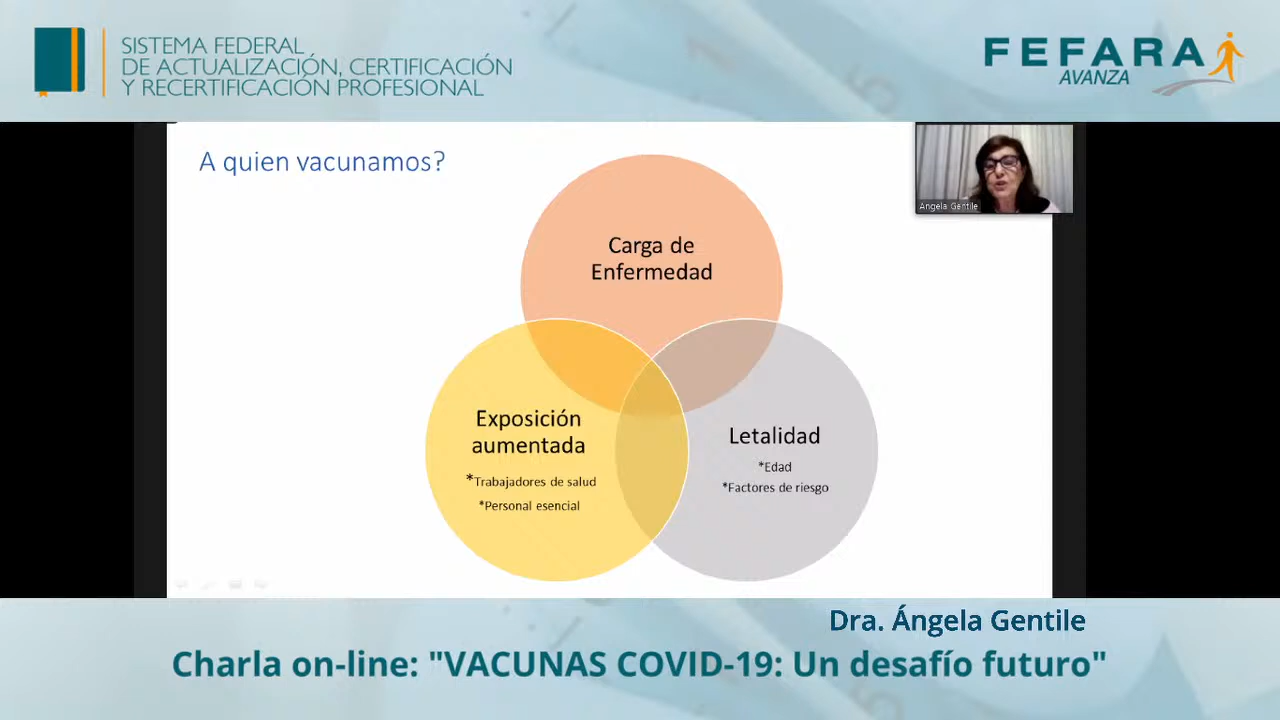 SISTEMA FEDERAL
DE ACTUALIZACIÓN, CERTIFICACIÓN
Y RECERTIFICACIÓN PROFESIONAL
FEFARA
AVANZA
A quien vacunamos?
Angela Gentile
Carga de
Enfermedad
Exposición
aumentada
*Trabajadores de salud
*Personal esencial
Letalidad
*Edad
*Factores de riesgo
Dra. Ángela Gentile
Charla on-line: "VACUNAS COVID-19: Un desafío futuro"